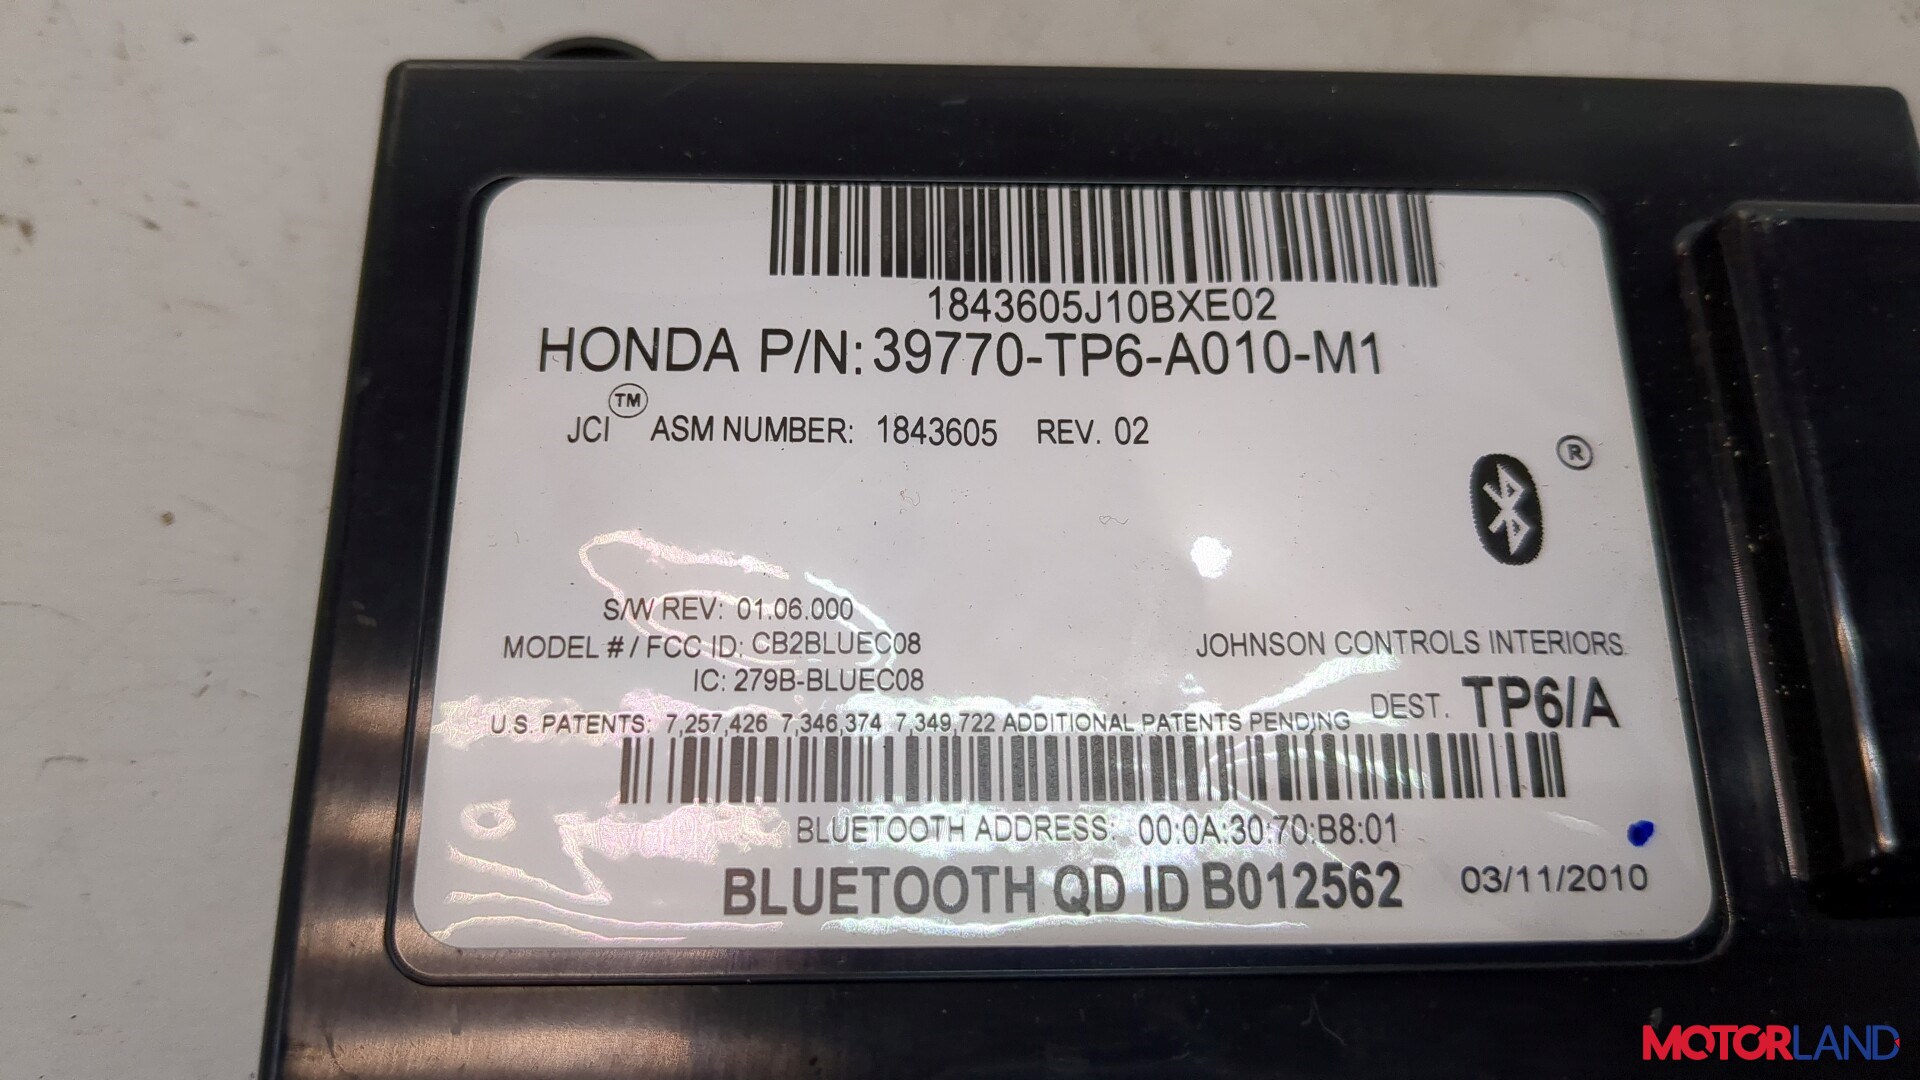 1843605J10BXE02
HONDA P/N: 39770-TP6-A010-M1
JCI™ ASM NUMBER: 1843605 REV. 02
®
S/W REV: 01.06.000
MODEL # / FCC ID: CB2BLUEC08
IC: 279B-BLUEC08
JOHNSON CONTROLS INTERIORS
DEST. TP6/A
U.S. PATENTS: 7,257,426 7,346,374 7,349,722 ADDITIONAL PATENTS PENDING
BLUETOOTH ADDRESS: 00:0A:30:70:B8:01
BLUETOOTH QD ID B012562
03/11/2010
MOTORLAND